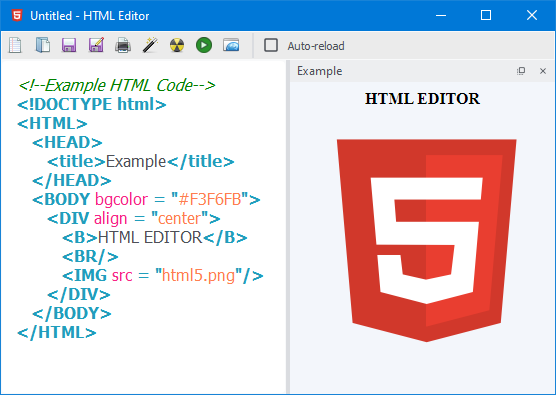 Untitled - HTML Editor
Auto-reload
<!--Example HTML Code-->
<!DOCTYPE html>
<HTML>
<HEAD>
<title>Example</title>
</HEAD>
<BODY bgcolor = "#F3F6FB">
<DIV align = "center">
<B>HTML EDITOR</B>
<BR/>
<IMG src = "html5.png"/>
</DIV>
</BODY>
</HTML>
Example
HTML EDITOR
5